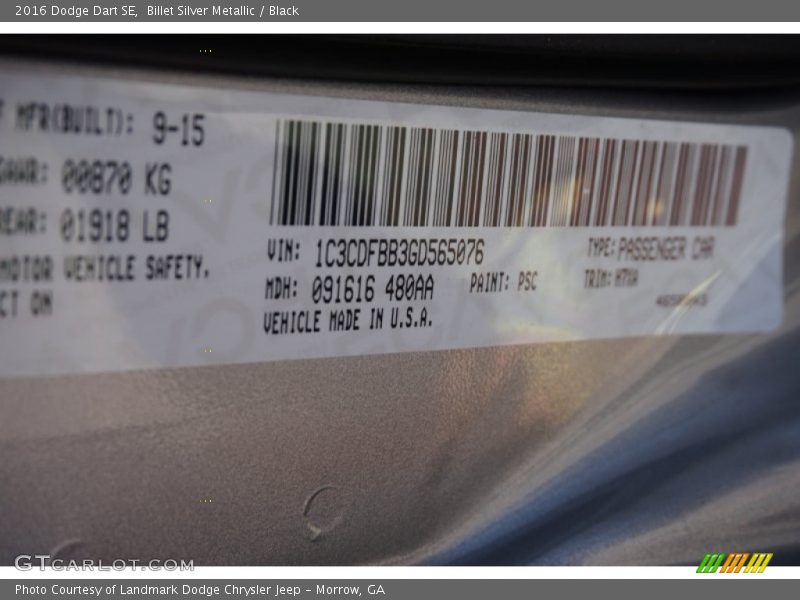 2016 Dodge Dart SE,  Billet Silver Metallic / Black
MFR(BUILT): 9-15
GAWR: 00870 KG
REAR: 01918 LB
MOTOR VEHICLE SAFETY.
CT ON
VIN: 1C3CDFBB3GD565076
TYPE: PASSENGER CAR
MDH: 091616 480AA
PAINT: PSC
TRIM: H7XA
VEHICLE MADE IN U.S.A.
GTCARLOT.COM
Photo Courtesy of Landmark Dodge Chrysler Jeep – Morrow, GA